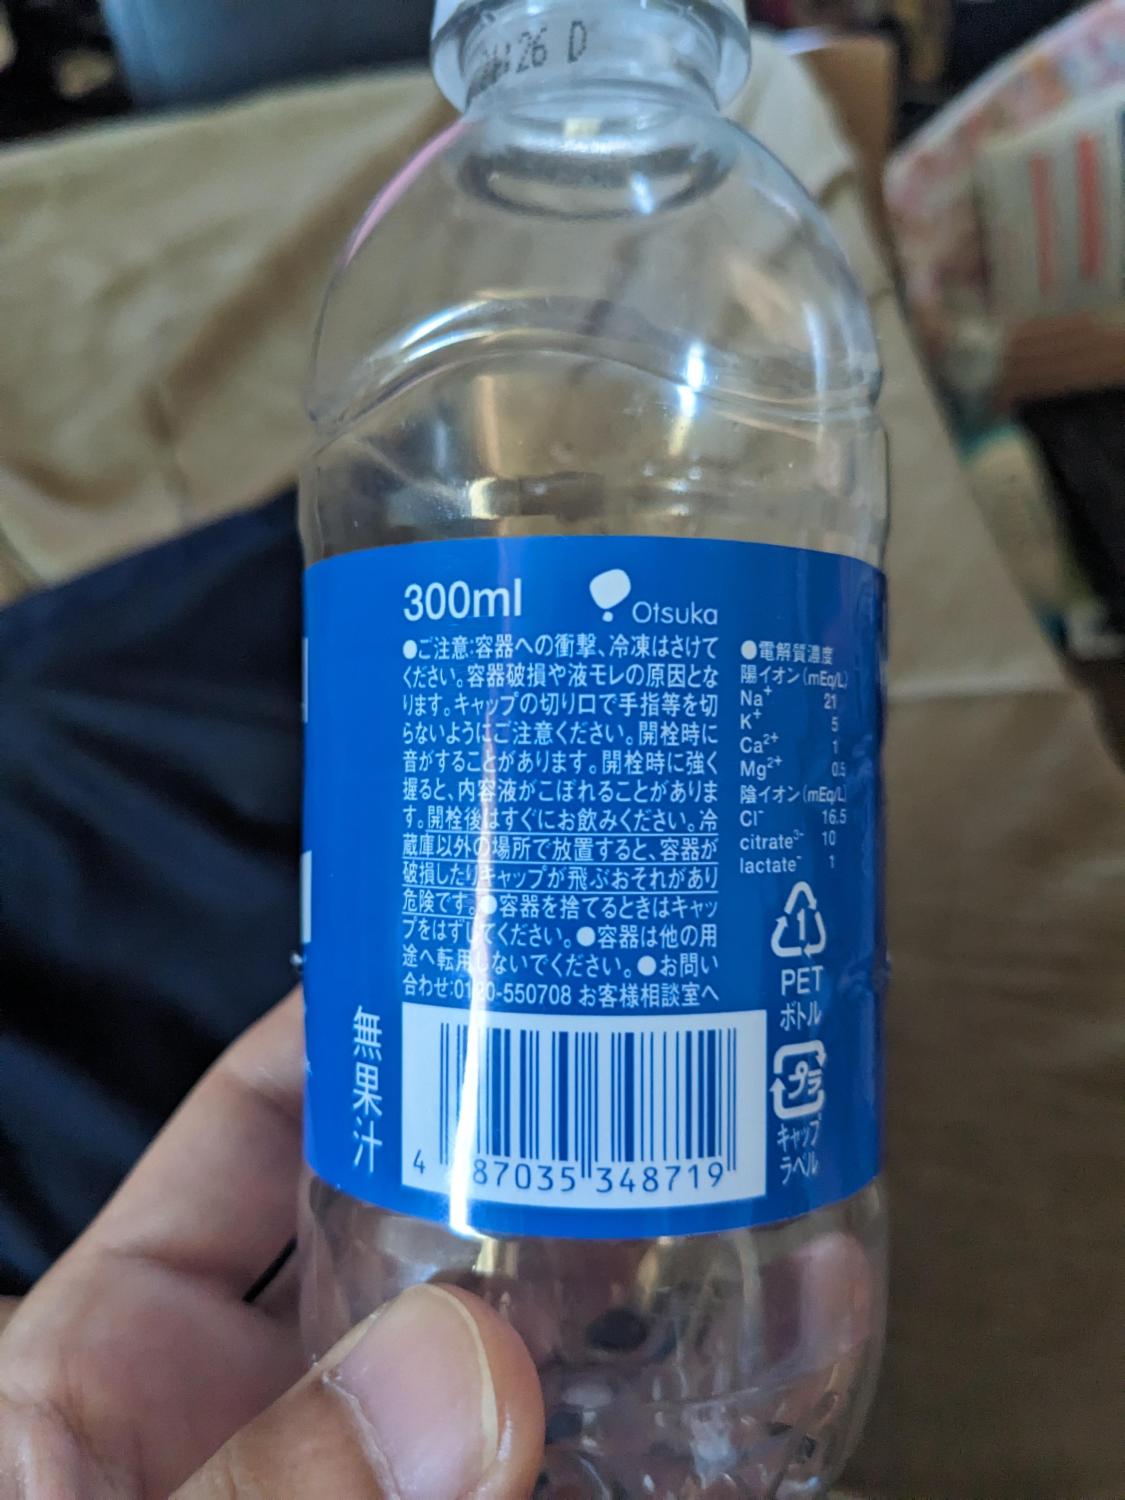 26 D
300ml
Otsuka
●ご注意:容器への衝撃、冷凍はさけて
ください。容器破損や液モレの原因とな
ります。キャップの切り口で手指等を切
らないようにご注意ください。開栓時に
音がすることがあります。開栓時に強く
握ると、内容液がこぼれることがありま
す。開栓後はすぐにお飲みください。冷
蔵庫以外の場所で放置すると、容器が
破損したりキャップが飛ぶおそれがあり
危険です。●容器を捨てるときはキャッ
プをはずしてください。●容器は他の用
途へ転用しないでください。●お問い
合わせ:0120-550708 お客様相談室へ
●電解質濃度
陽イオン(mEq/L)
Na⁺ 21
K⁺ 5
Ca²⁺ 1
Mg²⁺ 0.5
陰イオン(mEq/L)
Cl⁻ 16.5
citrate³⁻ 10
lactate⁻ 1
1
PET
ボトル
プラ
キャップ
ラベル
無果汁
4 987035 348719